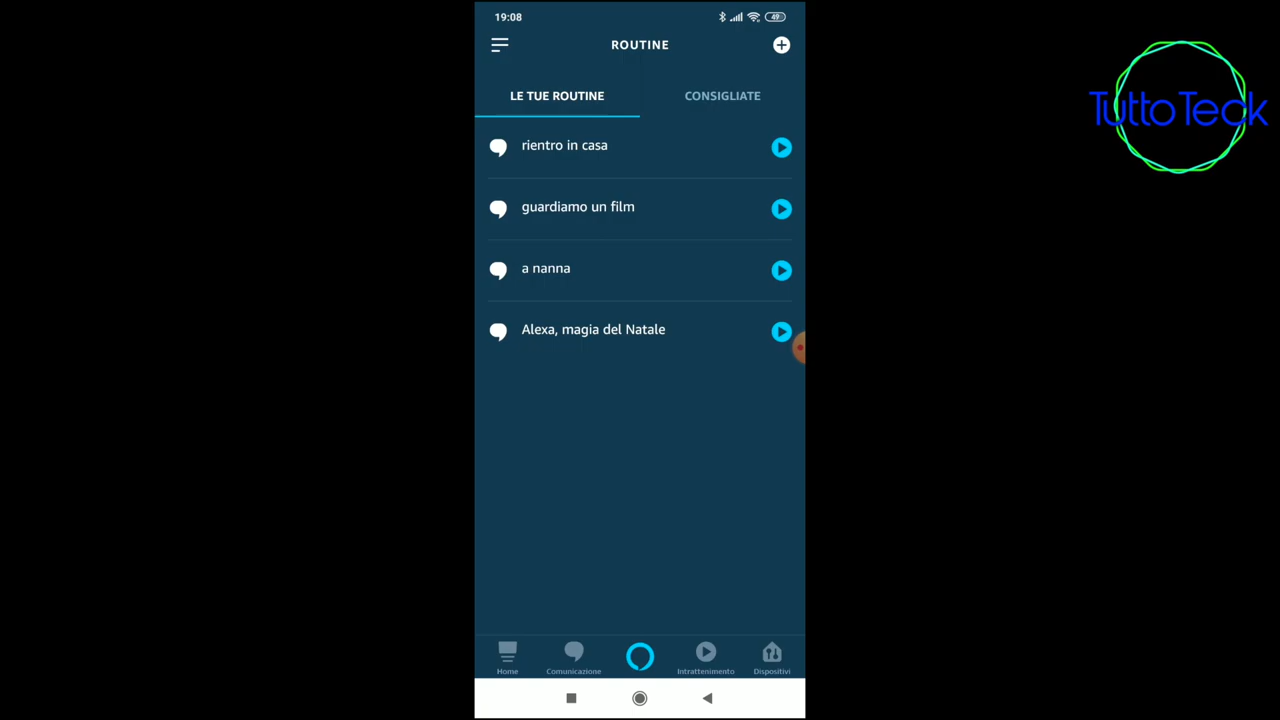 19:08
49
ROUTINE
LE TUE ROUTINE
CONSIGLIATE
rientro in casa
guardiamo un film
a nanna
Alexa, magia del Natale
Home
Comunicazione
Intrattenimento
Dispositivi
TuttoTeck